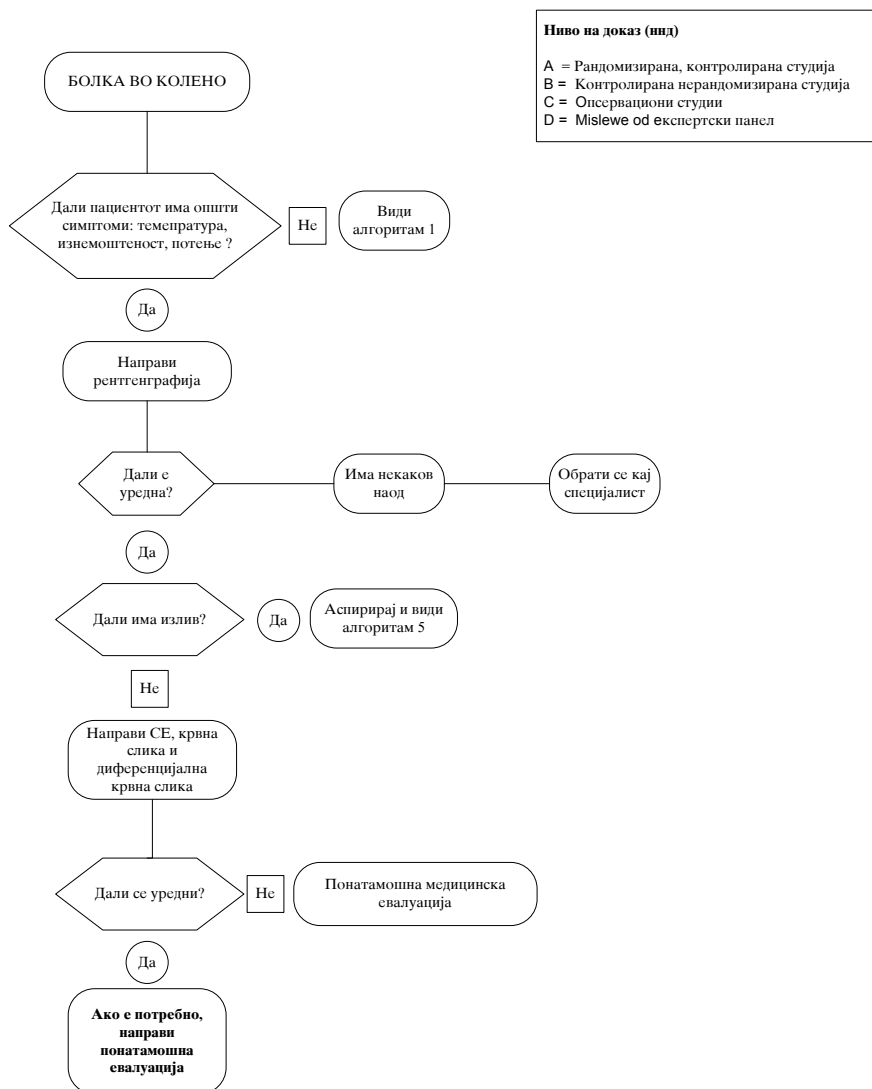 Ниво на доказ (ннд)
A = Рандомизирана, контролирана студија
B = Контролирана нерандомизирана студија
C = Опсервациони студии
D = Mislewe od експертски панел
БОЛКА ВО КОЛЕНО
Дали пациентот има општи
симптоми: темепратура,
изнемоштеност, потење ?
Не
Види
алгоритам 1
Да
Направи
рентгенграфија
Дали е
уредна?
Има некаков
наод
Обрати се кај
специјалист
Да
Дали има излив?
Да
Аспирирај и види
алгоритам 5
Не
Направи СЕ, крвна
слика и
диференцијална
крвна слика
Дали се уредни?
Не
Понатамошна медицинска
евалуација
Да
Ако е потребно,
направи
понатамошна
евалуација